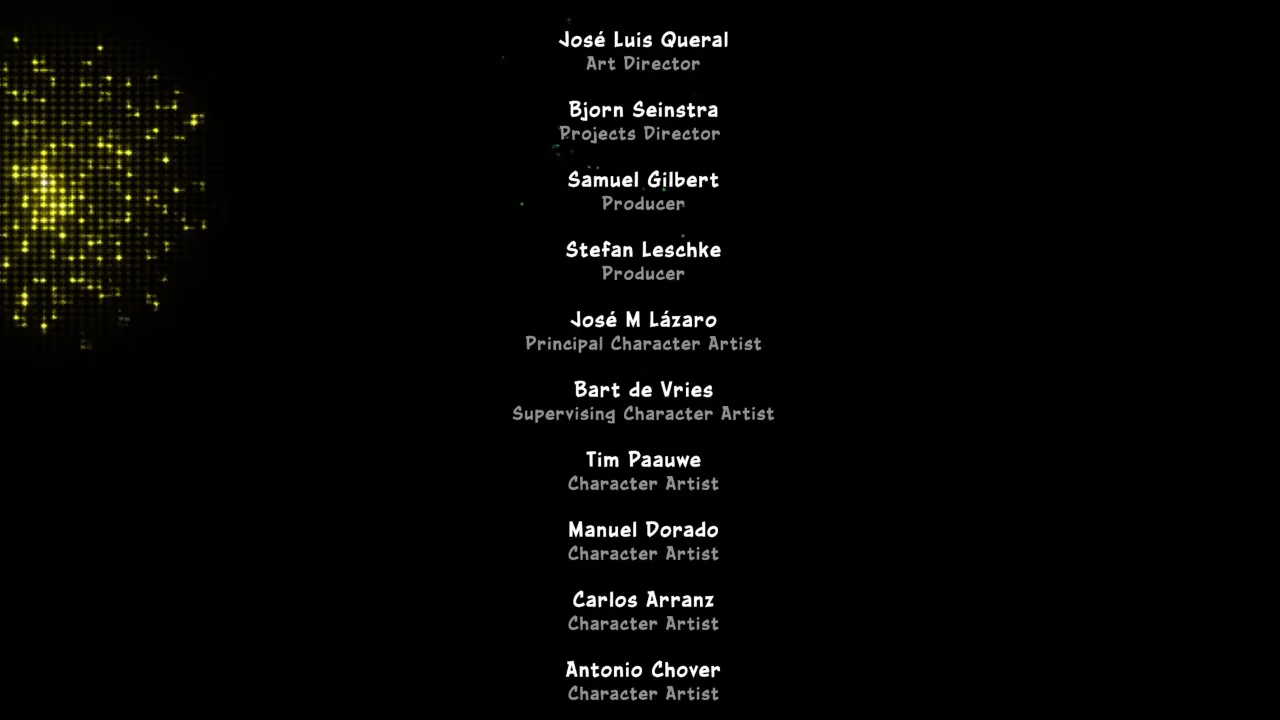 José Luis Queral
Art Director
Bjorn Seinstra
Projects Director
Samuel Gilbert
Producer
Stefan Leschke
Producer
José M Lázaro
Principal Character Artist
Bart de Vries
Supervising Character Artist
Tim Paauwe
Character Artist
Manuel Dorado
Character Artist
Carlos Arranz
Character Artist
Antonio Chover
Character Artist